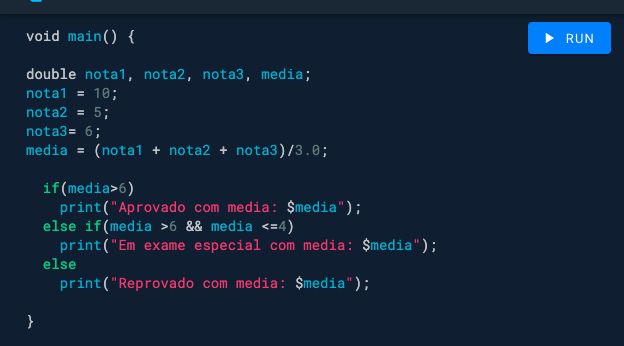 void main() {
RUN
double nota1, nota2, nota3, media;
nota1 = 10;
nota2 = 5;
nota3= 6;
media = (nota1 + nota2 + nota3)/3.0;
if(media>6)
print("Aprovado com media: $media");
else if(media >6 && media <=4)
print("Em exame especial com media: $media");
else
print("Reprovado com media: $media");
}